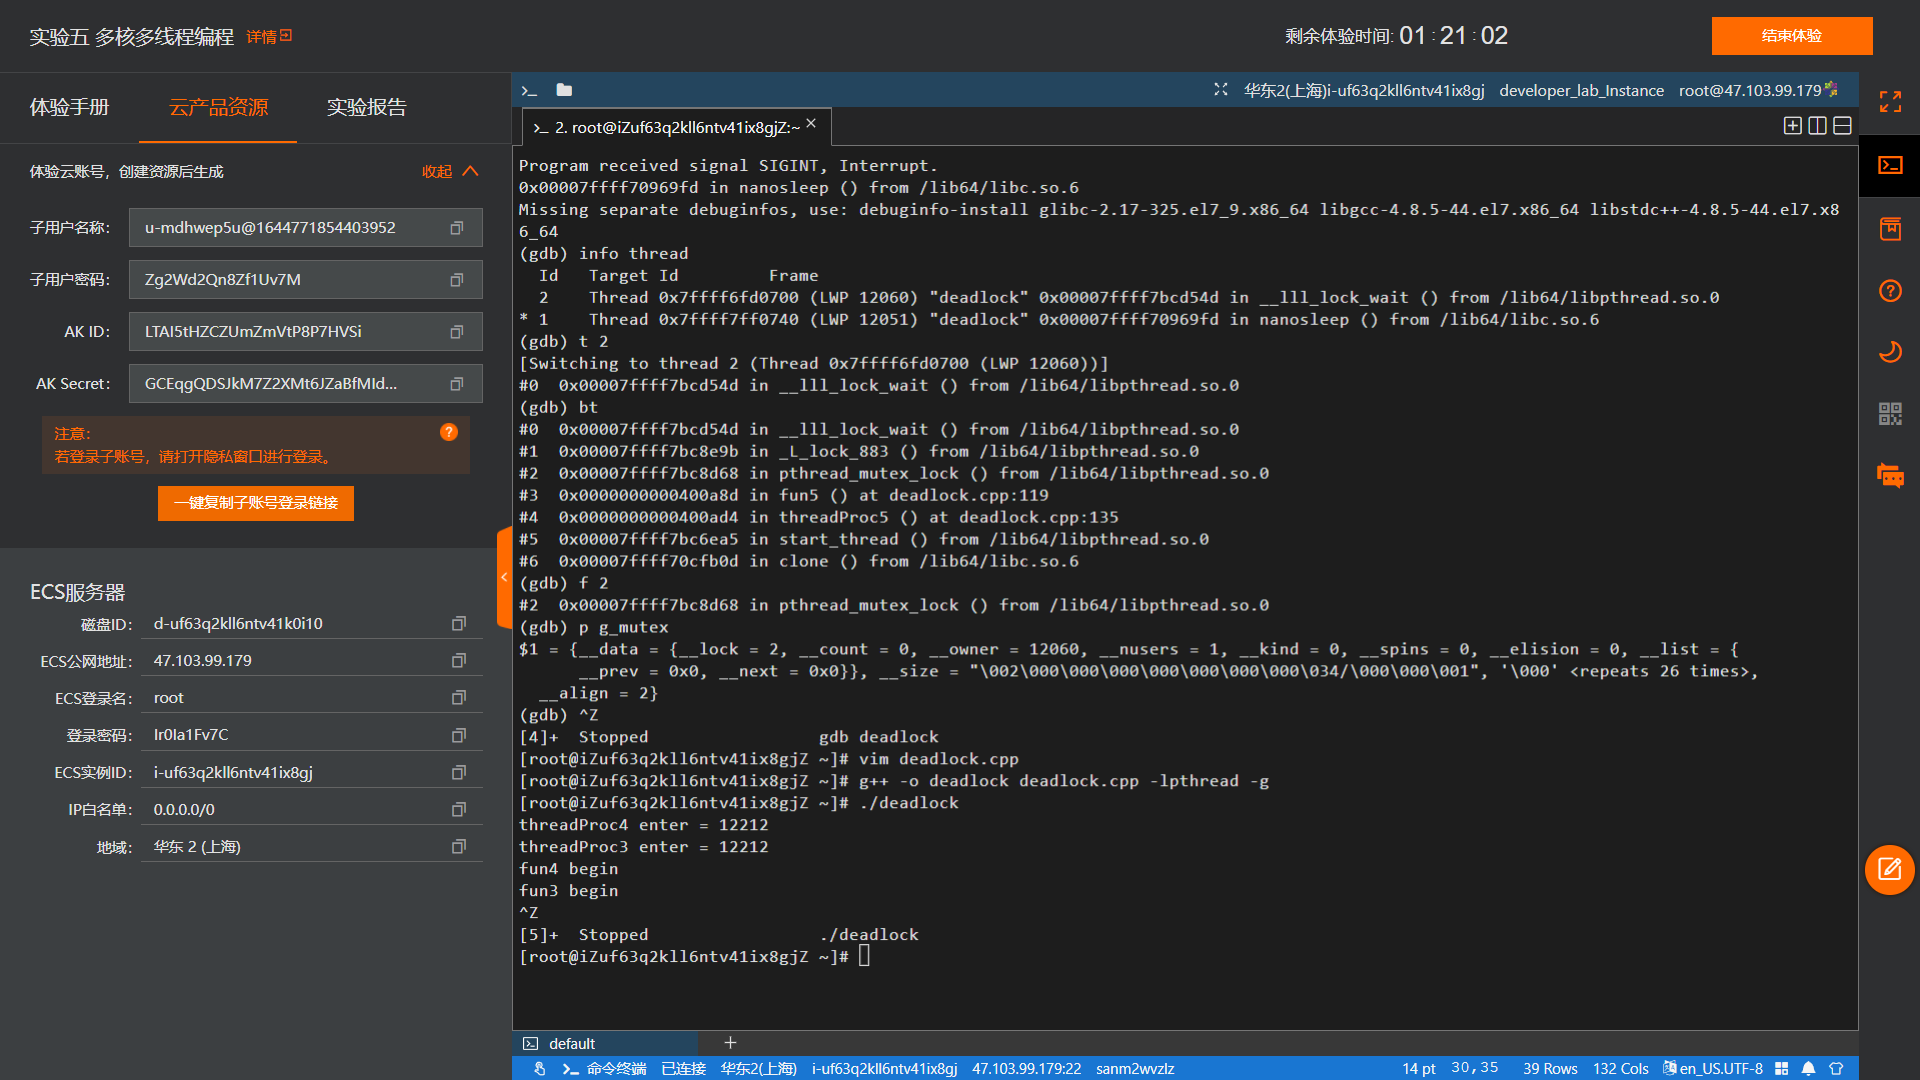 实验五 多核多线程编程 详情
剩余体验时间: 01 : 21 : 02
结束体验
体验手册 云产品资源 实验报告
体验云账号，创建资源后生成 收起
子用户名称: u-mdhwep5u@1644771854403952
子用户密码: Zg2Wd2Qn8Zf1Uv7M
AK ID: LTAI5tHZCZUmZmVtP8P7HVSi
AK Secret: GCEqgQDSJkM7Z2XMt6JZaBfMId...
注意:
若登录子账号，请打开隐私窗口进行登录。
一键复制子账号登录链接
ECS服务器
磁盘ID: d-uf63q2kll6ntv41k0i10
ECS公网地址: 47.103.99.179
ECS登录名: root
登录密码: Ir0Ia1Fv7C
ECS实例ID: i-uf63q2kll6ntv41ix8gj
IP白名单: 0.0.0.0/0
地域: 华东 2 (上海)
华东2(上海)i-uf63q2kll6ntv41ix8gj developer_lab_Instance root@47.103.99.179
2. root@iZuf63q2kll6ntv41ix8gjZ:~
Program received signal SIGINT, Interrupt.
0x00007ffff70969fd in nanosleep () from /lib64/libc.so.6
Missing separate debuginfos, use: debuginfo-install glibc-2.17-325.el7_9.x86_64 libgcc-4.8.5-44.el7.x86_64 libstdc++-4.8.5-44.el7.x8
6_64
(gdb) info thread
Id Target Id Frame
2 Thread 0x7ffff6fd0700 (LWP 12060) "deadlock" 0x00007ffff7bcd54d in __lll_lock_wait () from /lib64/libpthread.so.0
* 1 Thread 0x7ffff7ff0740 (LWP 12051) "deadlock" 0x00007ffff70969fd in nanosleep () from /lib64/libc.so.6
(gdb) t 2
[Switching to thread 2 (Thread 0x7ffff6fd0700 (LWP 12060))]
#0 0x00007ffff7bcd54d in __lll_lock_wait () from /lib64/libpthread.so.0
(gdb) bt
#0 0x00007ffff7bcd54d in __lll_lock_wait () from /lib64/libpthread.so.0
#1 0x00007ffff7bc8e9b in _L_lock_883 () from /lib64/libpthread.so.0
#2 0x00007ffff7bc8d68 in pthread_mutex_lock () from /lib64/libpthread.so.0
#3 0x0000000000400a8d in fun5 () at deadlock.cpp:119
#4 0x0000000000400ad4 in threadProc5 () at deadlock.cpp:135
#5 0x00007ffff7bc6ea5 in start_thread () from /lib64/libpthread.so.0
#6 0x00007ffff70cfb0d in clone () from /lib64/libc.so.6
(gdb) f 2
#2 0x00007ffff7bc8d68 in pthread_mutex_lock () from /lib64/libpthread.so.0
(gdb) p g_mutex
$1 = {__data = {__lock = 2, __count = 0, __owner = 12060, __nusers = 1, __kind = 0, __spins = 0, __elision = 0, __list = {
__prev = 0x0, __next = 0x0}}, __size = "\002\000\000\000\000\000\000\000\034/\000\000\001", '\000' <repeats 26 times>,
__align = 2}
(gdb) ^Z
[4]+ Stopped gdb deadlock
[root@iZuf63q2kll6ntv41ix8gjZ ~]# vim deadlock.cpp
[root@iZuf63q2kll6ntv41ix8gjZ ~]# g++ -o deadlock deadlock.cpp -lpthread -g
[root@iZuf63q2kll6ntv41ix8gjZ ~]# ./deadlock
threadProc4 enter = 12212
threadProc3 enter = 12212
fun4 begin
fun3 begin
^Z
[5]+ Stopped ./deadlock
[root@iZuf63q2kll6ntv41ix8gjZ ~]#
default
命令终端 已连接 华东2(上海) i-uf63q2kll6ntv41ix8gj 47.103.99.179:22 sanm2wvzlz 14 pt 30,35 39 Rows 132 Cols en_US.UTF-8